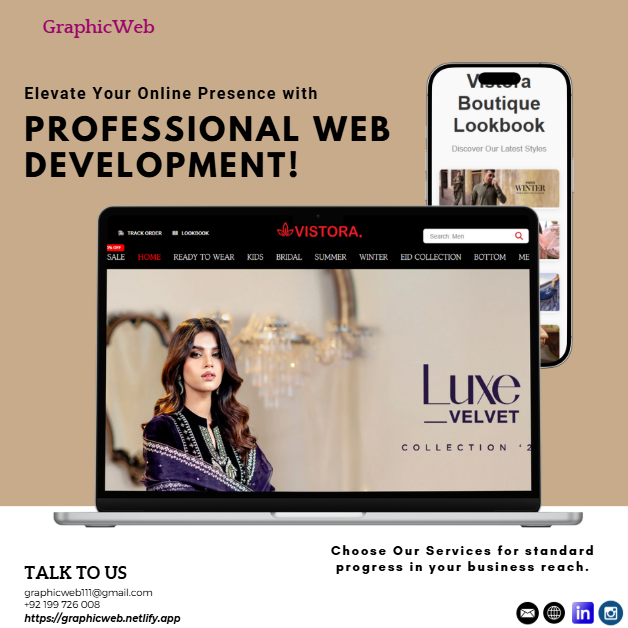 GraphicWeb
Elevate Your Online Presence with
PROFESSIONAL WEB
DEVELOPMENT!
Vistora
Boutique
Lookbook
Discover Our Latest Styles
WINTER
TRACK ORDER LOOKBOOK
VISTORA.
Search Men
% OFF
SALE HOME READY TO WEAR KIDS BRIDAL SUMMER WINTER EID COLLECTION BOTTOM ME
Luxe
VELVET
COLLECTION '2
Choose Our Services for standard
progress in your business reach.
TALK TO US
graphicweb111@gmail.com
+92 199 726 008
https://graphicweb.netlify.app
in